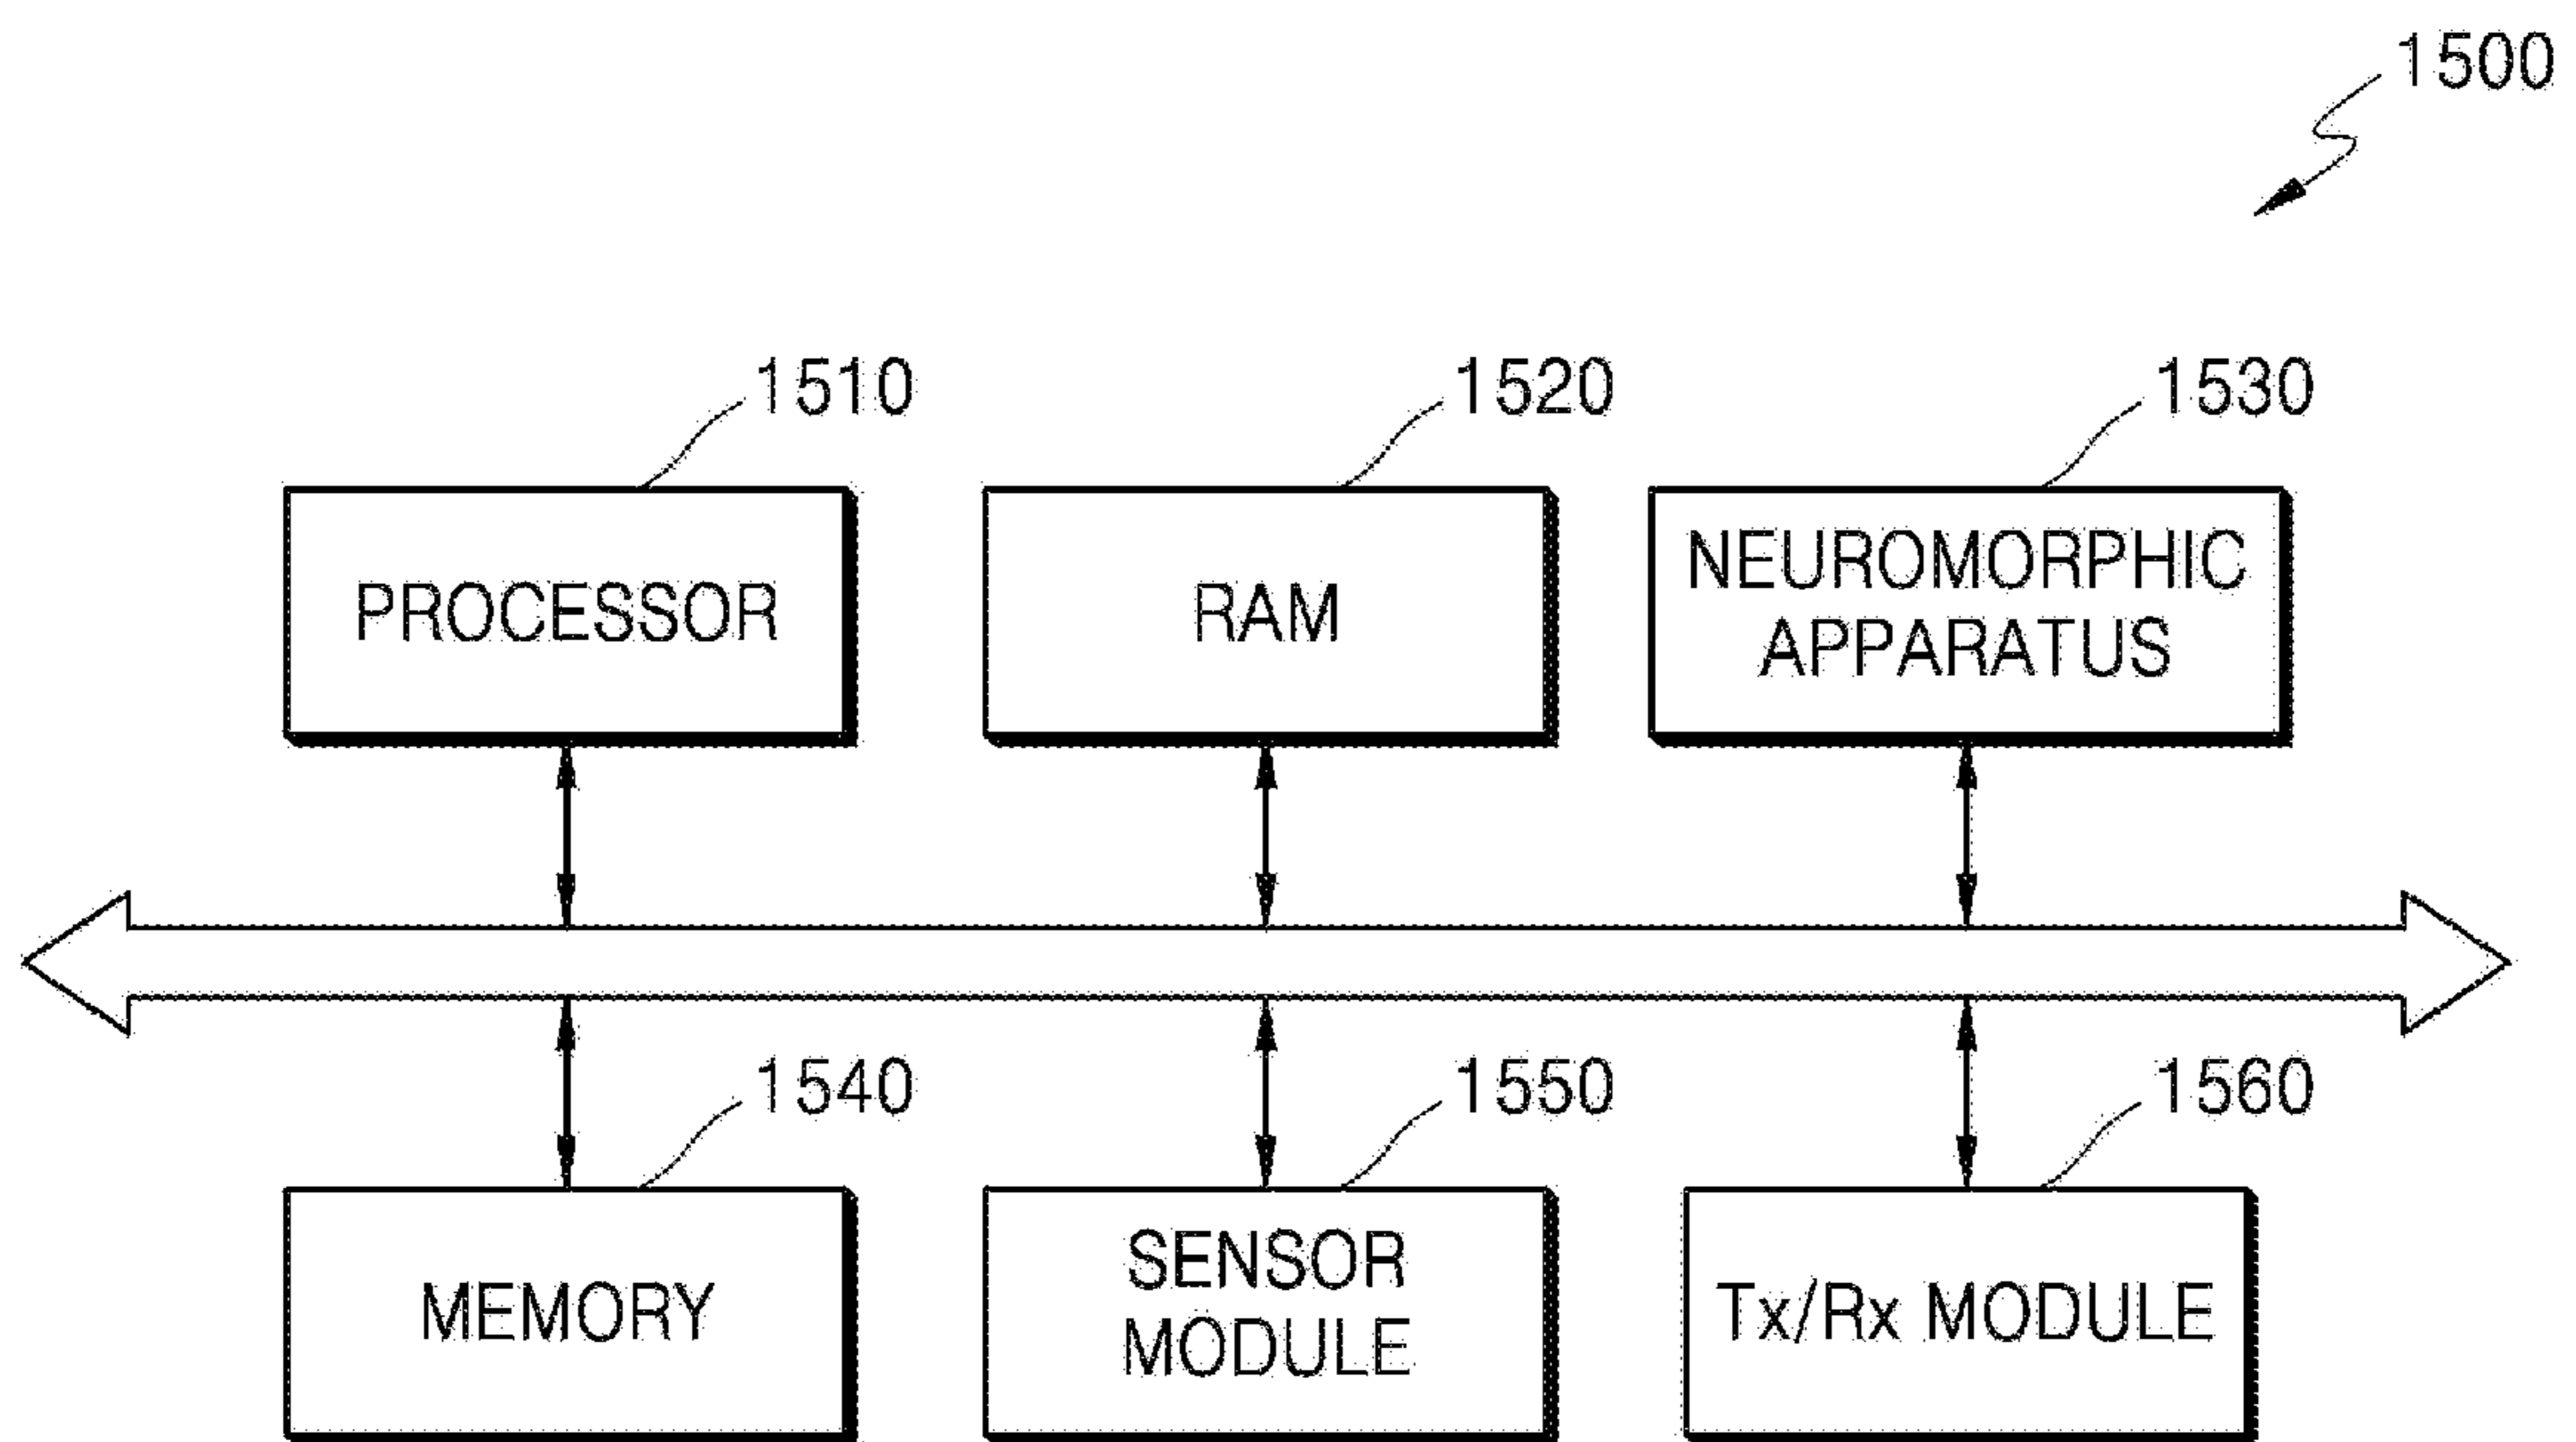 1500
1510
1520
1530
PROCESSOR
RAM
NEUROMORPHIC
APPARATUS
1540
1550
1560
MEMORY
SENSOR
MODULE
Tx/Rx MODULE